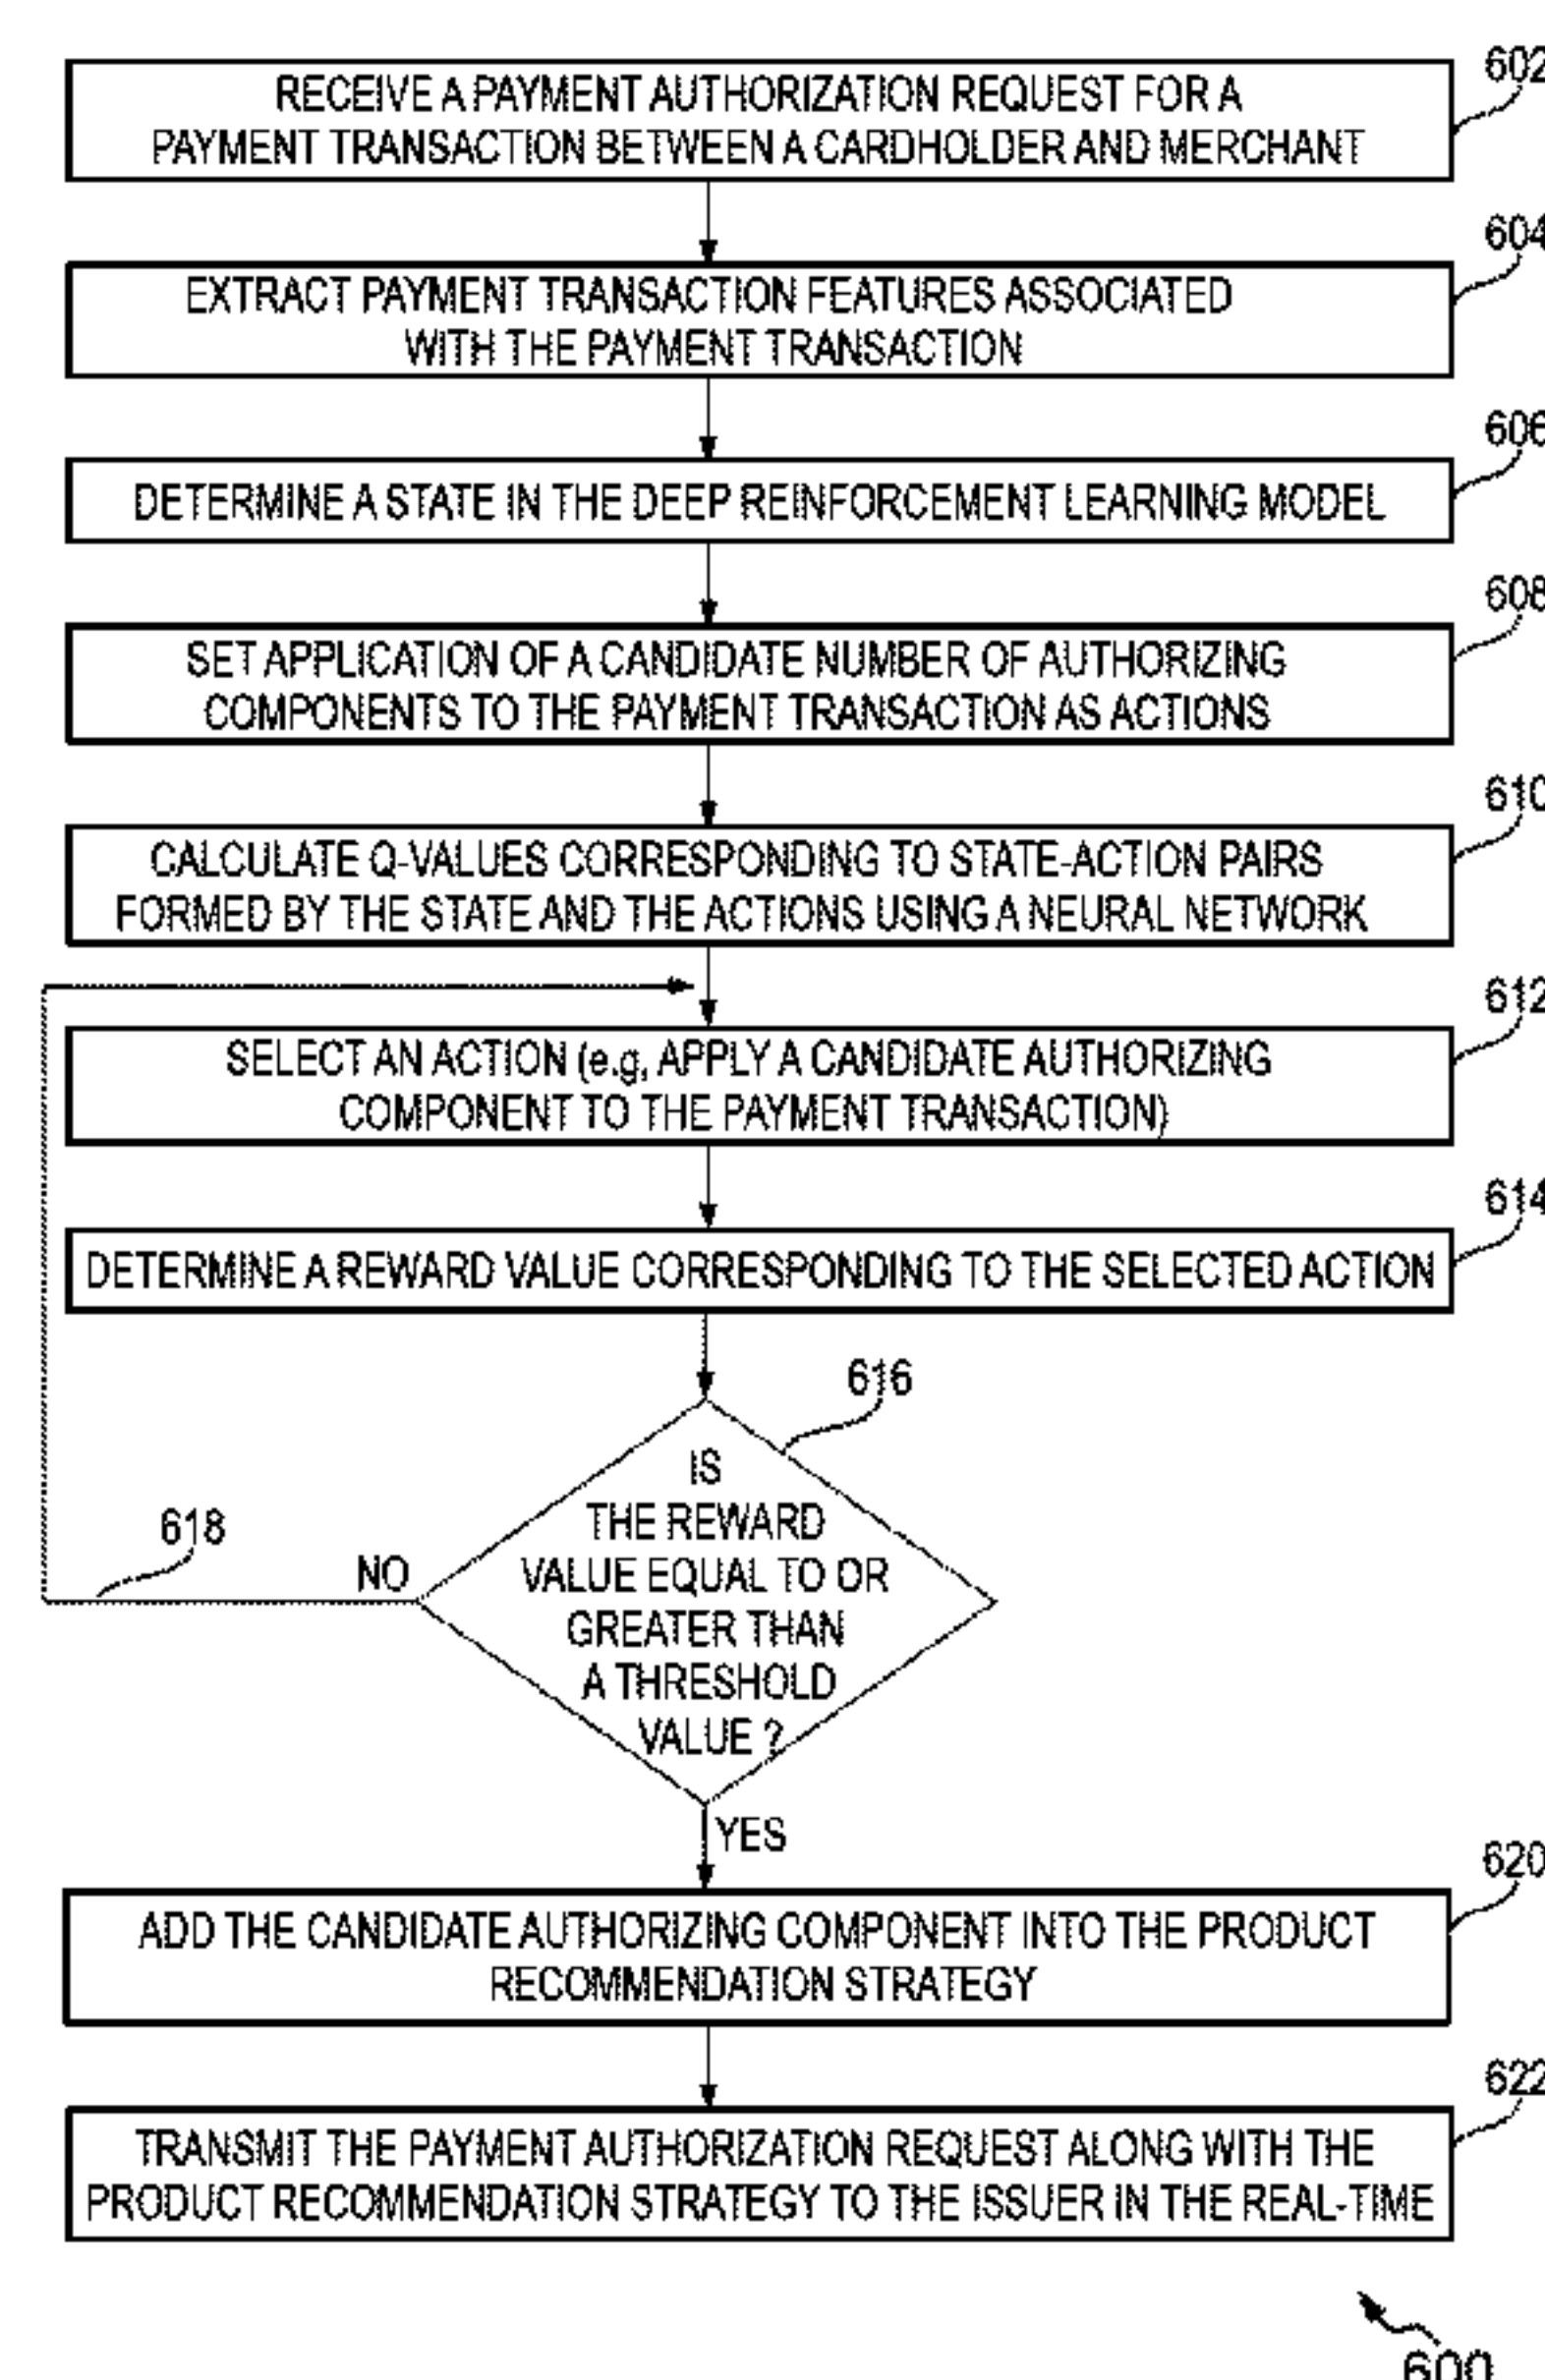 602
RECEIVE A PAYMENT AUTHORIZATION REQUEST FOR A
PAYMENT TRANSACTION BETWEEN A CARDHOLDER AND MERCHANT
604
EXTRACT PAYMENT TRANSACTION FEATURES ASSOCIATED
WITH THE PAYMENT TRANSACTION
606
DETERMINE A STATE IN THE DEEP REINFORCEMENT LEARNING MODEL
608
SET APPLICATION OF A CANDIDATE NUMBER OF AUTHORIZING
COMPONENTS TO THE PAYMENT TRANSACTION AS ACTIONS
610
CALCULATE Q-VALUES CORRESPONDING TO STATE-ACTION PAIRS
FORMED BY THE STATE AND THE ACTIONS USING A NEURAL NETWORK
612
SELECT AN ACTION (e.g, APPLY A CANDIDATE AUTHORIZING
COMPONENT TO THE PAYMENT TRANSACTION)
614
DETERMINE A REWARD VALUE CORRESPONDING TO THE SELECTED ACTION
616
IS
THE REWARD
VALUE EQUAL TO OR
GREATER THAN
A THRESHOLD
VALUE ?
618
NO
YES
620
ADD THE CANDIDATE AUTHORIZING COMPONENT INTO THE PRODUCT
RECOMMENDATION STRATEGY
622
TRANSMIT THE PAYMENT AUTHORIZATION REQUEST ALONG WITH THE
PRODUCT RECOMMENDATION STRATEGY TO THE ISSUER IN THE REAL-TIME
600